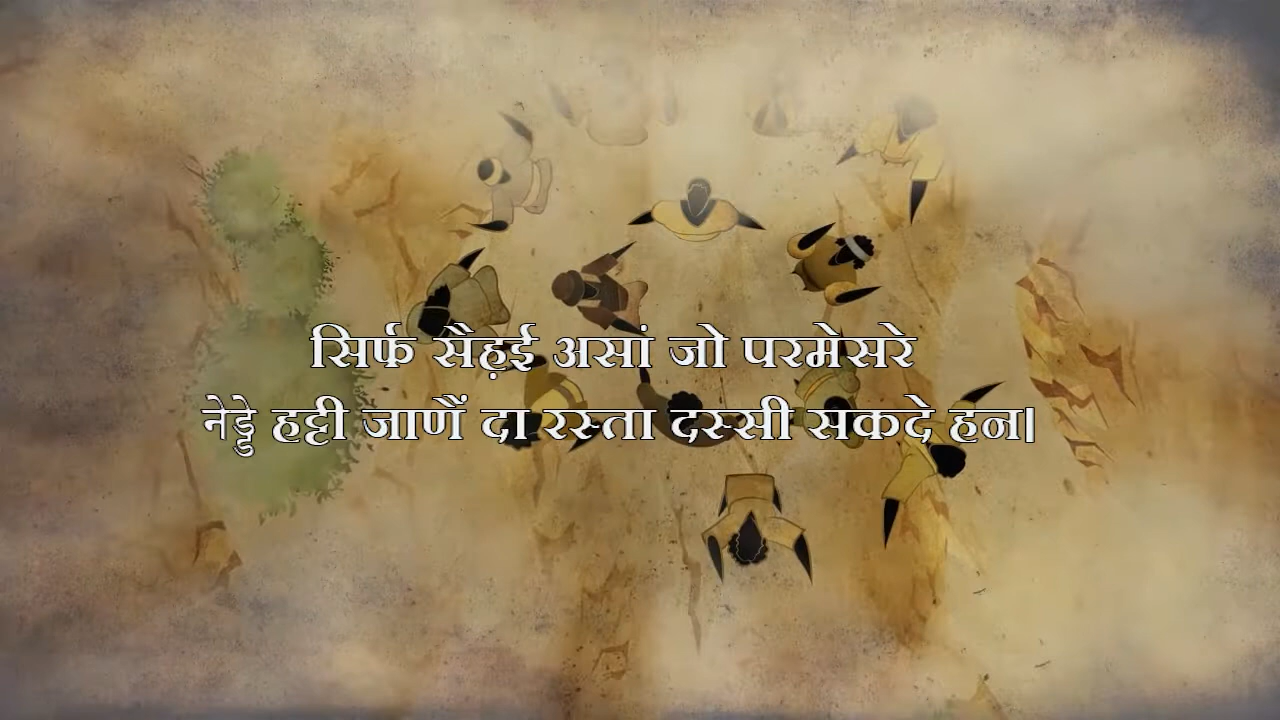 सिर्फ सैह़ई असां जो परमेसरे
नेड्डे हट्टी जाणैं दा रस्ता दस्सी सकदे हन।